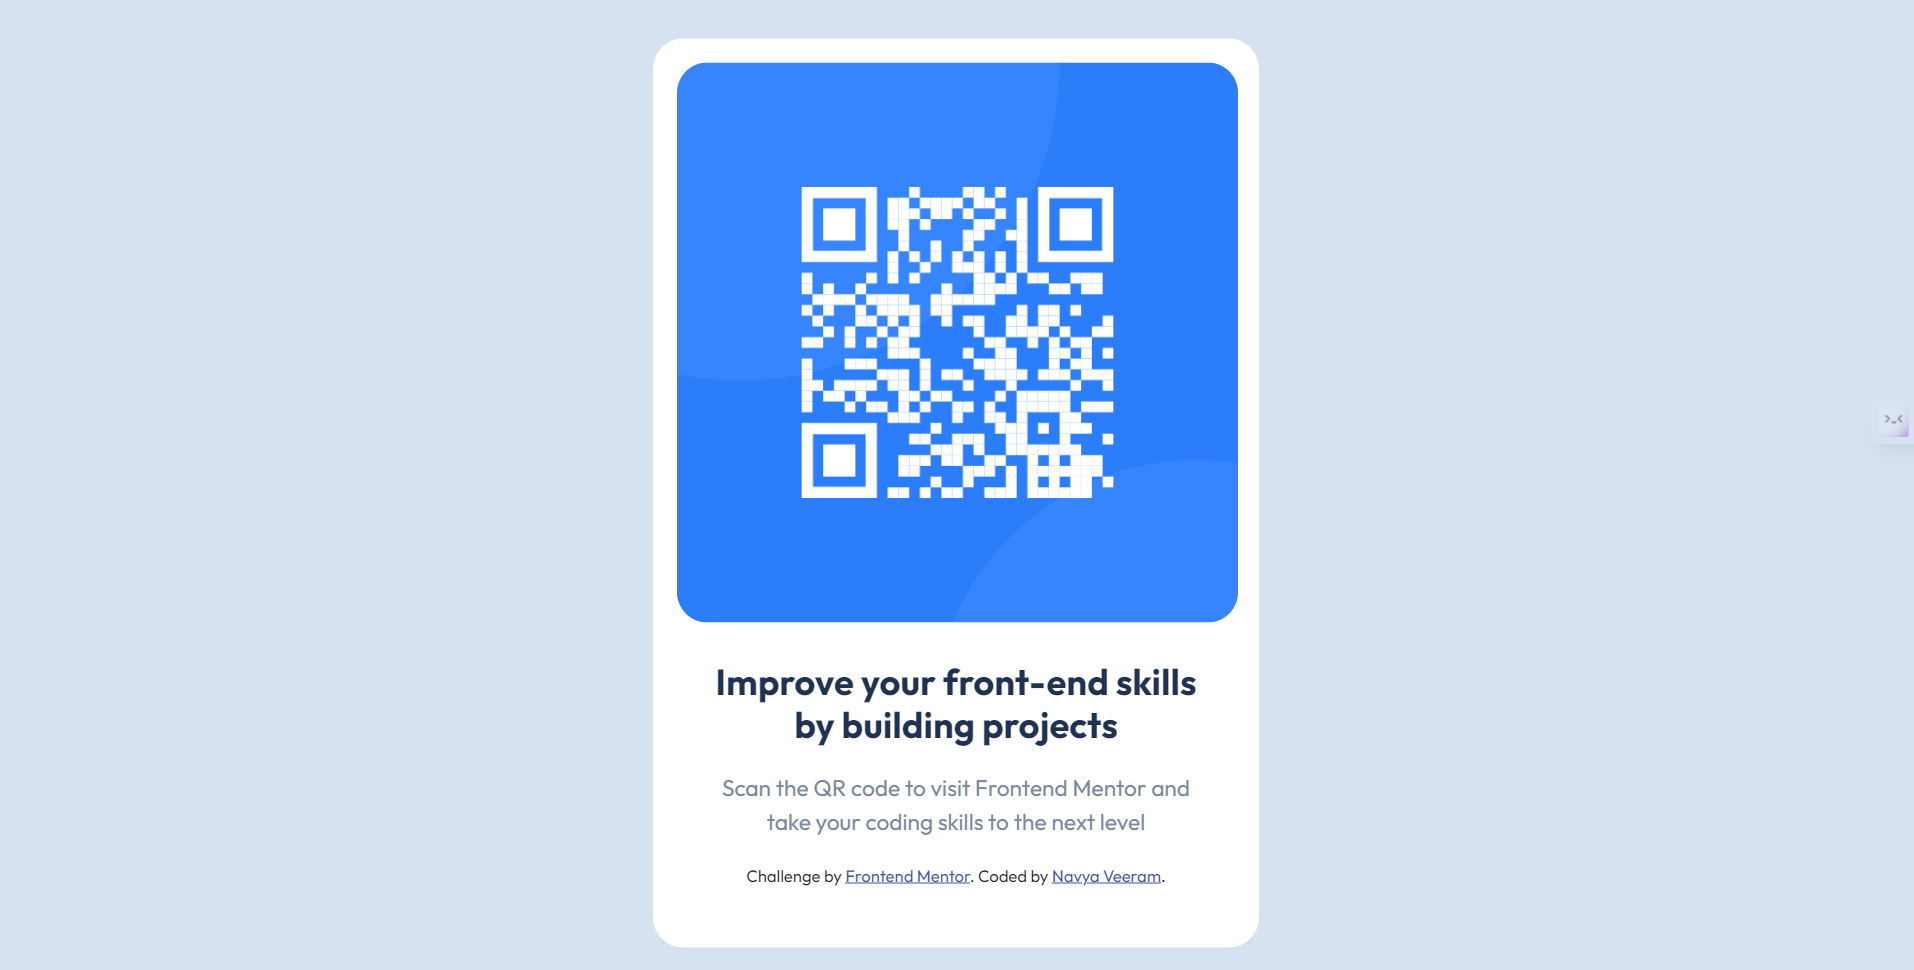 Improve your front-end skills
by building projects
Scan the QR code to visit Frontend Mentor and
take your coding skills to the next level
Challenge by Frontend Mentor. Coded by Navya Veeram.